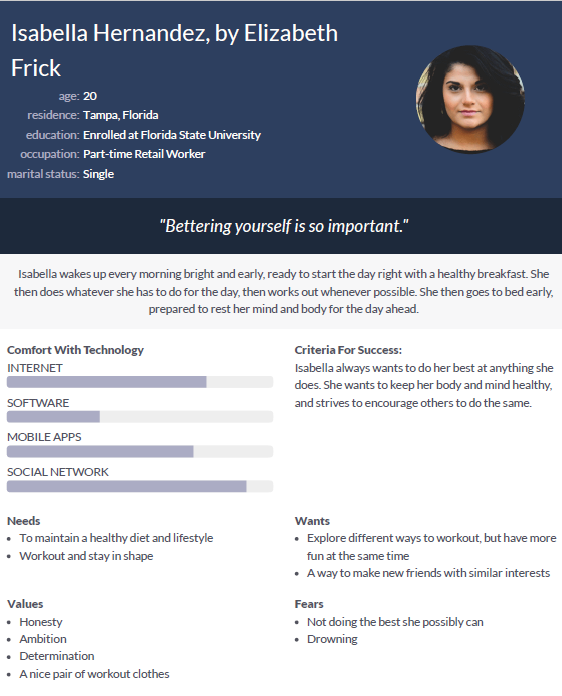 Isabella Hernandez, by Elizabeth
Frick
age: 20
residence: Tampa, Florida
education: Enrolled at Florida State University
occupation: Part-time Retail Worker
marital status: Single
"Bettering yourself is so important."
Isabella wakes up every morning bright and early, ready to start the day right with a healthy breakfast. She
then does whatever she has to do for the day, then works out whenever possible. She then goes to bed early,
prepared to rest her mind and body for the day ahead.
Comfort With Technology
INTERNET
SOFTWARE
MOBILE APPS
SOCIAL NETWORK
Criteria For Success:
Isabella always wants to do her best at anything she
does. She wants to keep her body and mind healthy,
and strives to encourage others to do the same.
Needs
• To maintain a healthy diet and lifestyle
• Workout and stay in shape
Wants
• Explore different ways to workout, but have more
fun at the same time
• A way to make new friends with similar interests
Values
• Honesty
• Ambition
• Determination
• A nice pair of workout clothes
Fears
• Not doing the best she possibly can
• Drowning